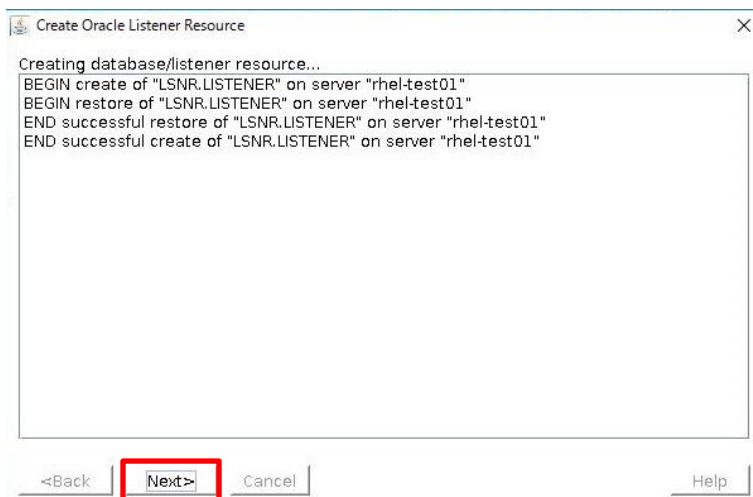 Create Oracle Listener Resource
Creating database/listener resource...
BEGIN create of "LSNR.LISTENER" on server "rhel-test01"
BEGIN restore of "LSNR.LISTENER" on server "rhel-test01"
END successful restore of "LSNR.LISTENER" on server "rhel-test01"
END successful create of "LSNR.LISTENER" on server "rhel-test01"
<Back Next> Cancel Help